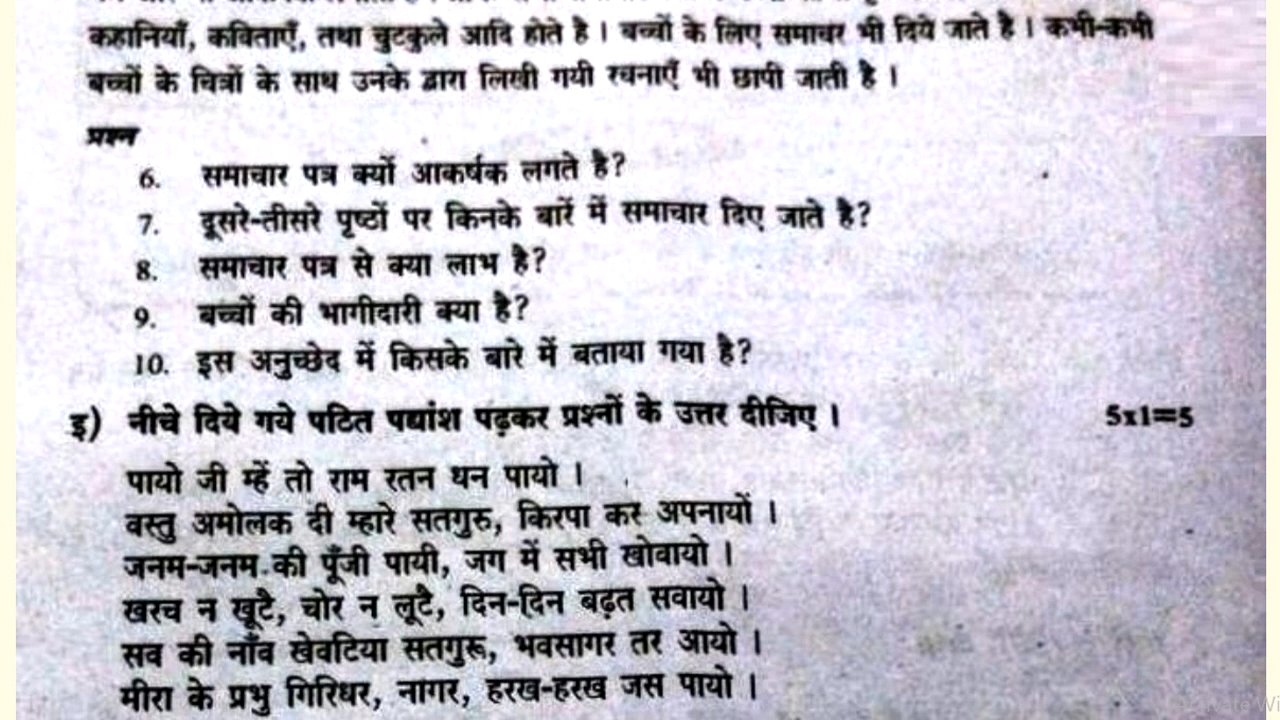 कहानियाँ, कविताएँ, तथा चुटकुले आदि होते है । बच्चों के लिए समाचर भी दिये जाते है । कभी-कभी
बच्चों के चित्रों के साथ उनके द्वारा लिखी गयी रचनाएँ भी छापी जाती है ।
प्रश्न
6. समाचार पत्र क्यों आकर्षक लगते है?
7. दूसरे-तीसरे पृष्ठों पर किनके बारें में समाचार दिए जाते है?
8. समाचार पत्र से क्या लाभ है?
9. बच्चों की भागीदारी क्या है?
10. इस अनुच्छेद में किसके बारे में बताया गया है?
इ) नीचे दिये गये पठित पद्यांश पढ़कर प्रश्नों के उत्तर दीजिए । 5x1=5
पायो जी म्हें तो राम रतन धन पायो ।
वस्तु अमोलक दी म्हारे सतगुरु, किरपा कर अपनायों ।
जनम-जनम की पूँजी पायी, जग में सभी खोवायो ।
खरच न खूटै, चोर न लूटै, दिन-दिन बढ़त सवायो ।
सव की नाँव खेवटिया सतगुरू, भवसागर तर आयो ।
मीरा के प्रभु गिरिधर, नागर, हरख-हरख जस पायो ।